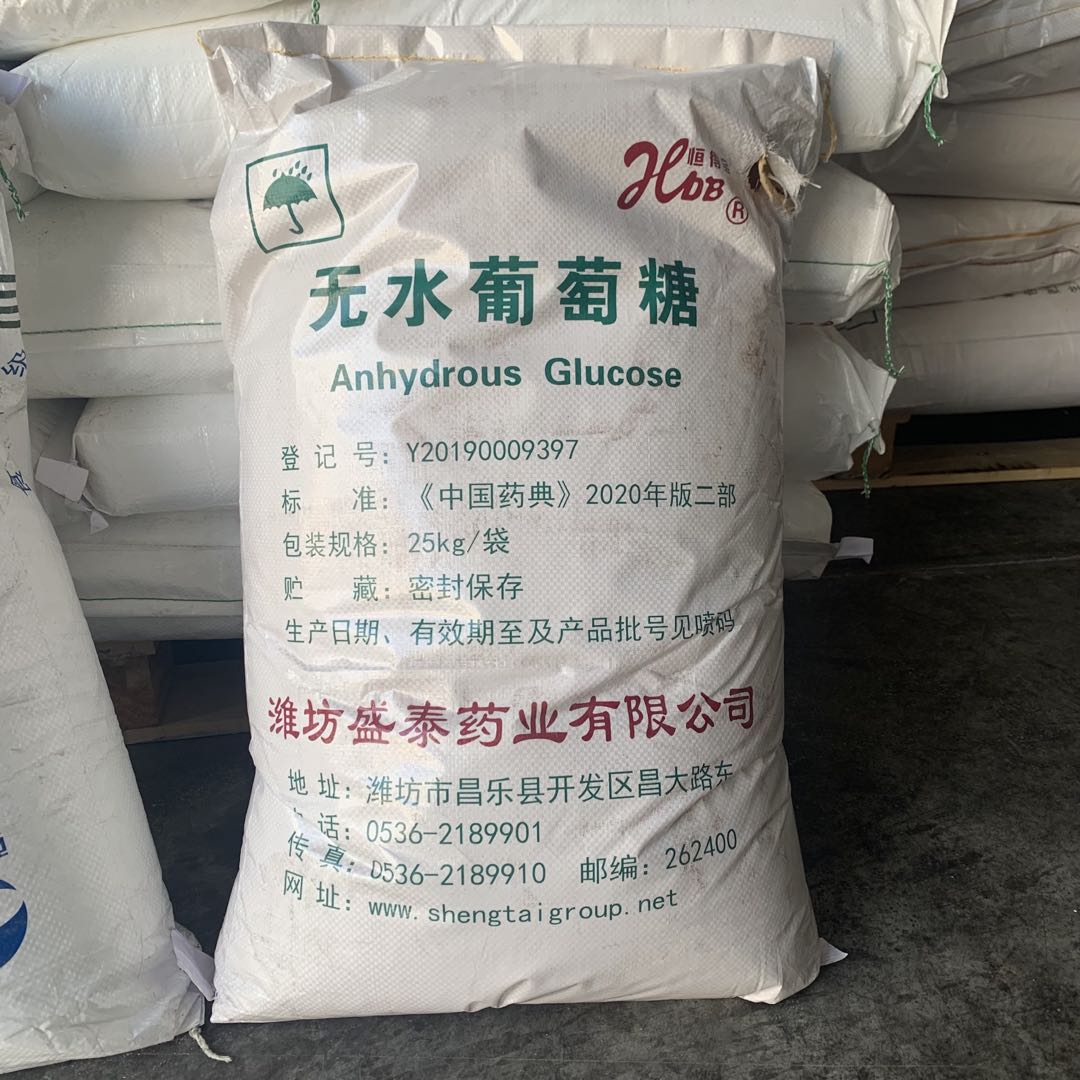 恒
HDB®
无水葡萄糖
Anhydrous Glucose
登记号：Y20190009397
标　准：《中国药典》2020年版二部
包装规格：25kg/袋
贮　藏：密封保存
生产日期、有效期至及产品批号见喷码
潍坊盛泰药业有限公司
地址：潍坊市昌乐县开发区昌大路东
电话：0536-2189901
传真：0536-2189910 邮编：262400
网址：www.shengtaigroup.net